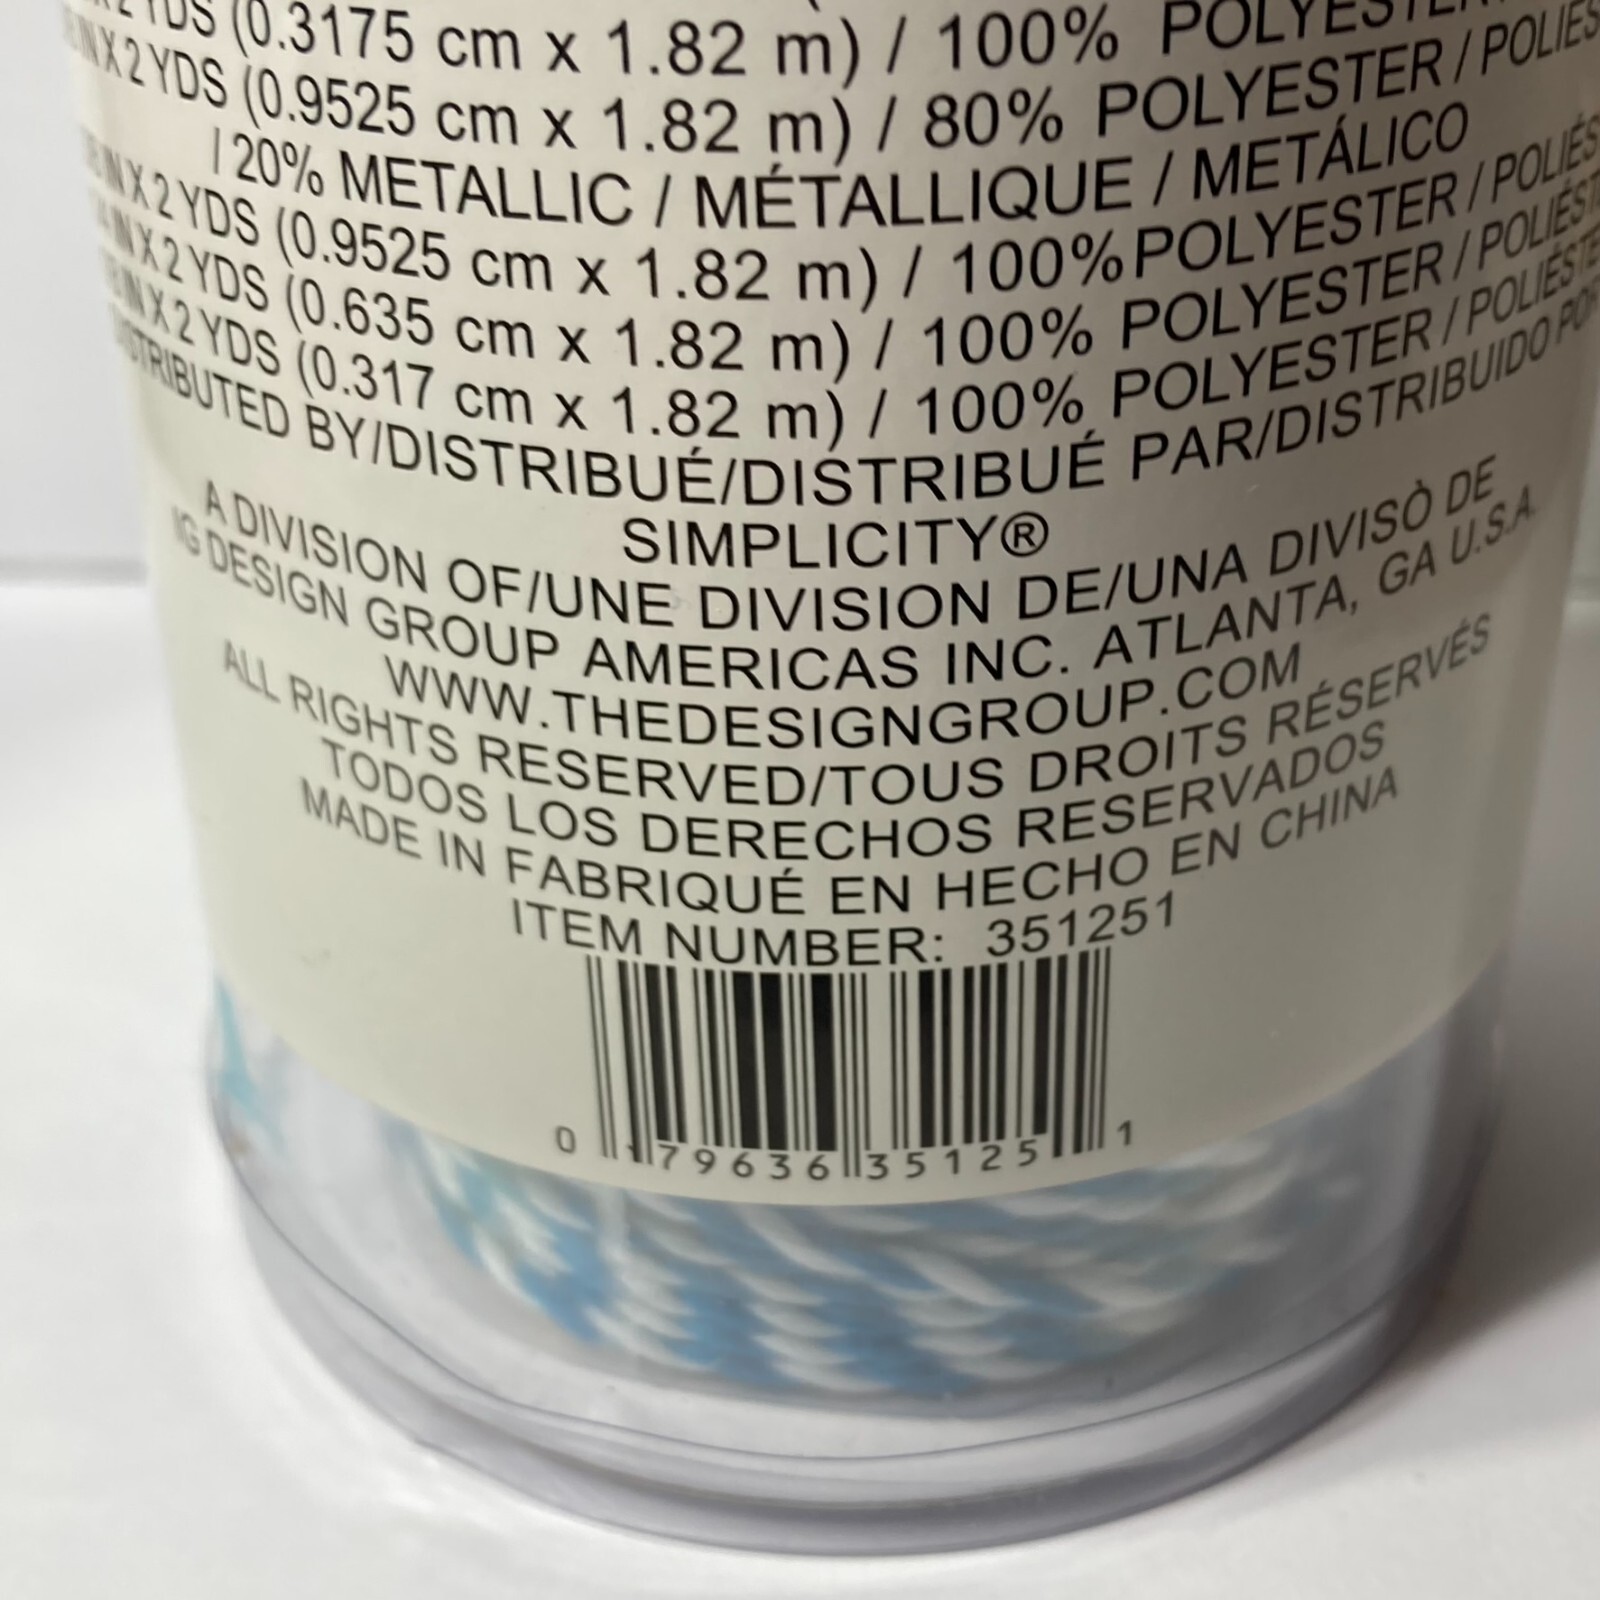 X 2 YDS (0.3175 cm x 1.82 m) / 100% POLYESTER
IN X 2 YDS (0.9525 cm x 1.82 m) / 80% POLYESTER /
/ 20% METALLIC / MÉTALLIQUE / METÁLICO
IN X 2 YDS (0.9525 cm x 1.82 m) / 100%POLYESTER /
IN X 2 YDS (0.635 cm x 1.82 m) / 100% POLYESTER /
IN X 2 YDS (0.317 cm x 1.82 m) / 100% POLYESTER /
DISTRIBUTED BY/DISTRIBUÉ/DISTRIBUÉ PAR/DISTRIBUIDO POR
SIMPLICITY®
A DIVISION OF/UNE DIVISION DE/UNA DIVISÒ DE
IG DESIGN GROUP AMERICAS INC. ATLANTA, GA U.S.A.
WWW.THEDESIGNGROUP.COM
ALL RIGHTS RESERVED/TOUS DROITS RÉSERVÉS
TODOS LOS DERECHOS RESERVADOS
MADE IN FABRIQUÉ EN HECHO EN CHINA
ITEM NUMBER: 351251
0 79636 35125 1